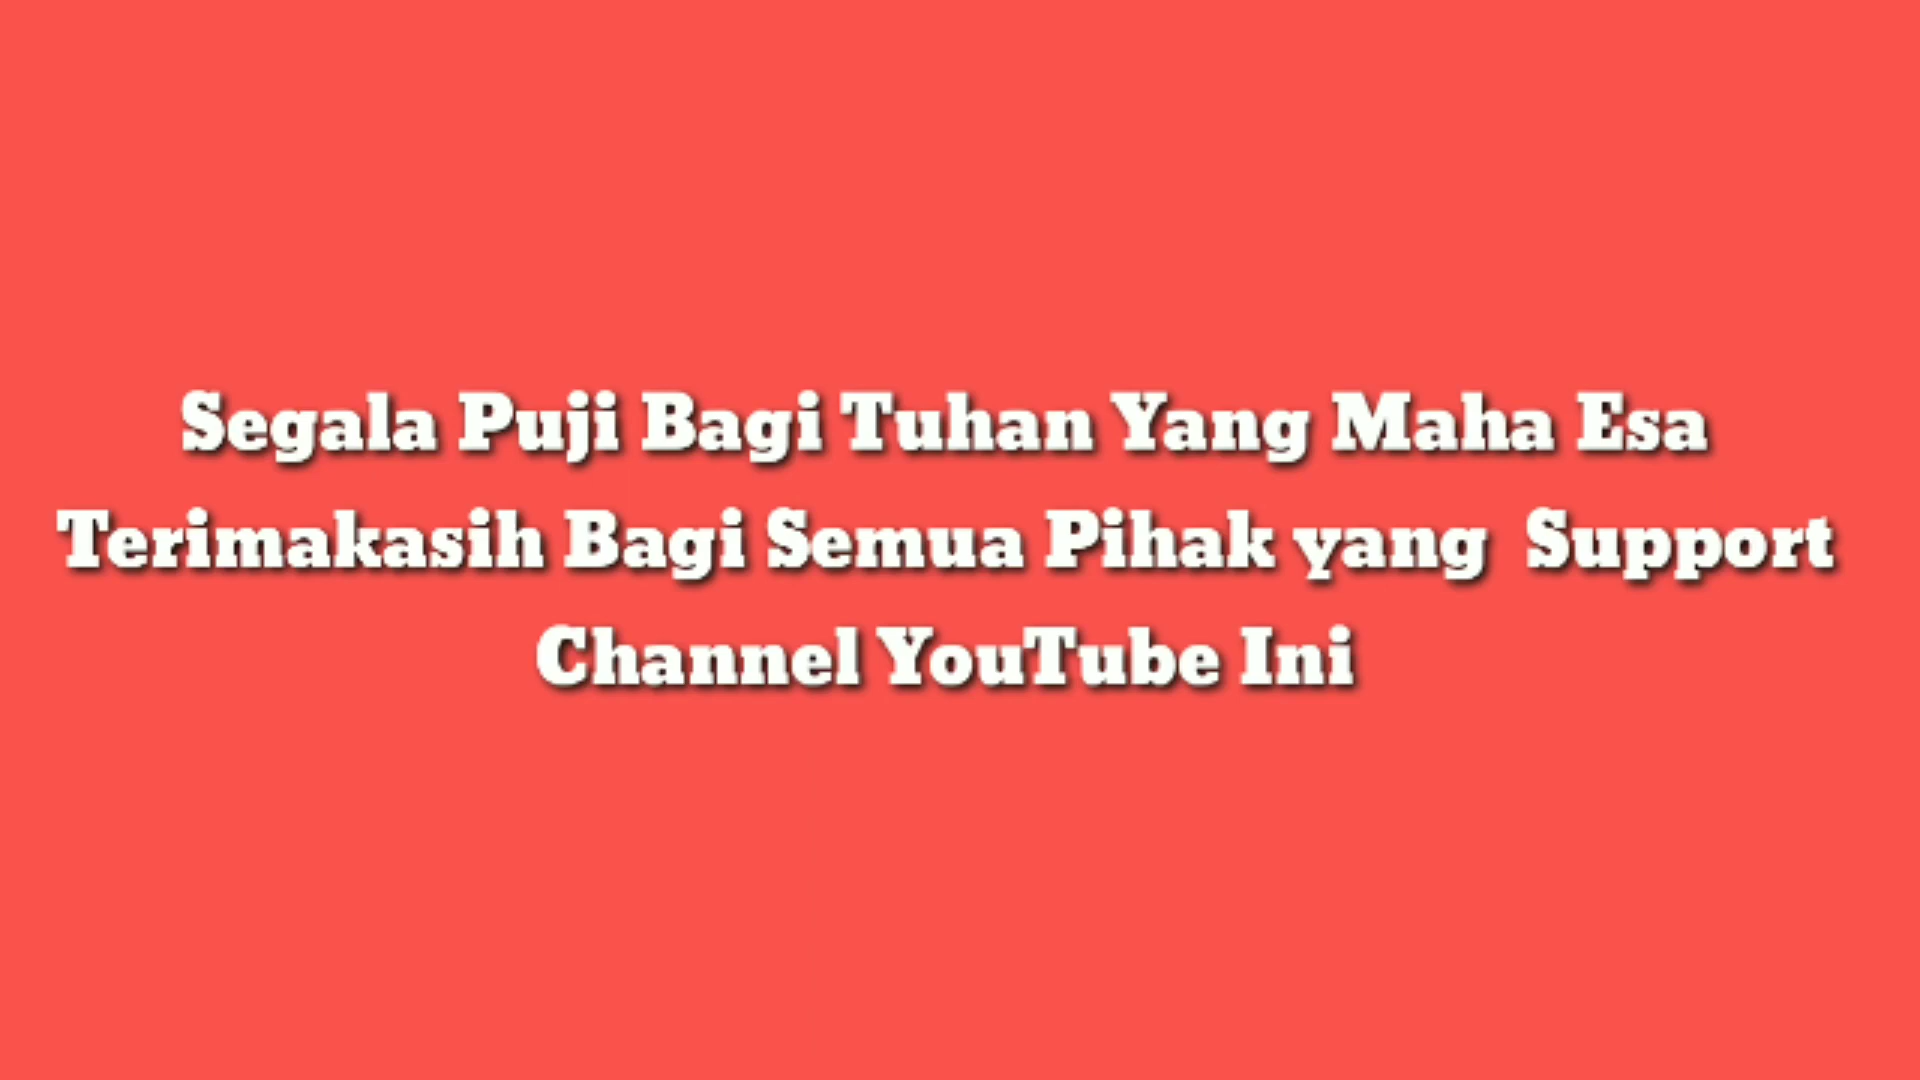 Segala Puji Bagi Tuhan Yang Maha Esa
Terimakasih Bagi Semua Pihak yang  Support
Channel YouTube Ini